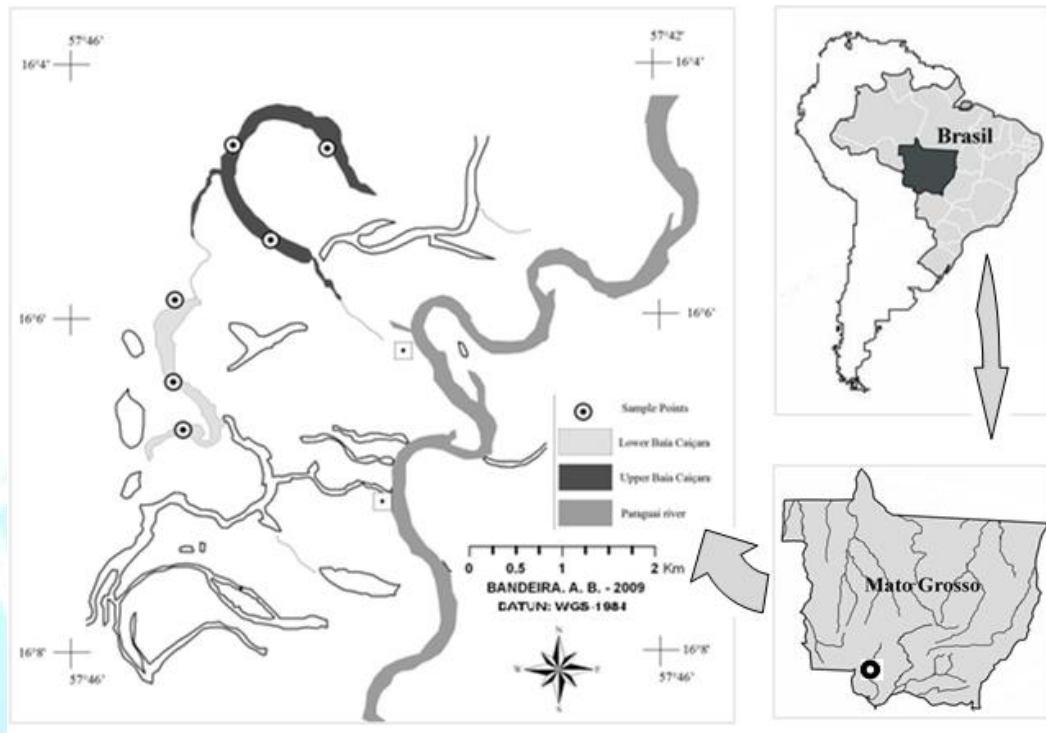 57°46'
57°42'
16°4'
16°4'
16°6'
16°6'
Sample Points
Lower Baía Caiçara
Upper Baía Caiçara
Paraguai river
0 0.5 1 2 Km
BANDEIRA. A. B. - 2009
DATUN: WGS-1984
N
W
E
S
16°8'
57°46'
16°8'
57°42'
Brasil
Mato Grosso